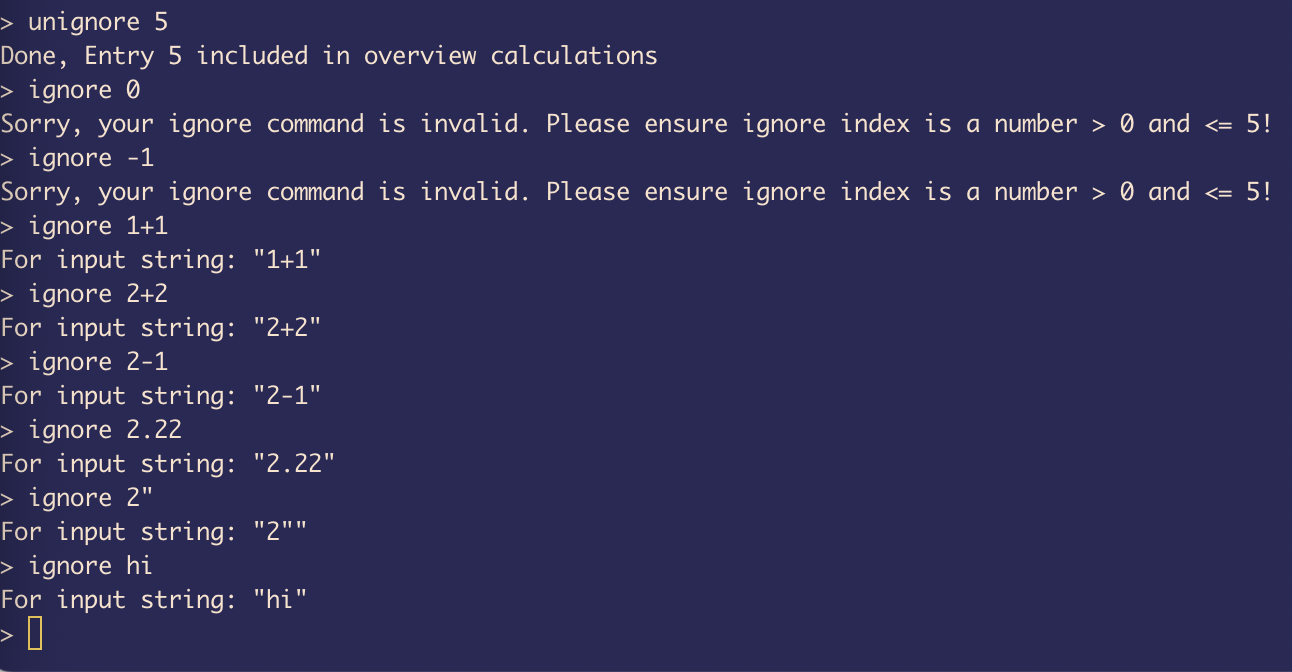 > unignore 5
Done, Entry 5 included in overview calculations
> ignore 0
Sorry, your ignore command is invalid. Please ensure ignore index is a number > 0 and <= 5!
> ignore -1
Sorry, your ignore command is invalid. Please ensure ignore index is a number > 0 and <= 5!
> ignore 1+1
For input string: "1+1"
> ignore 2+2
For input string: "2+2"
> ignore 2-1
For input string: "2-1"
> ignore 2.22
For input string: "2.22"
> ignore 2"
For input string: "2""
> ignore hi
For input string: "hi"
>